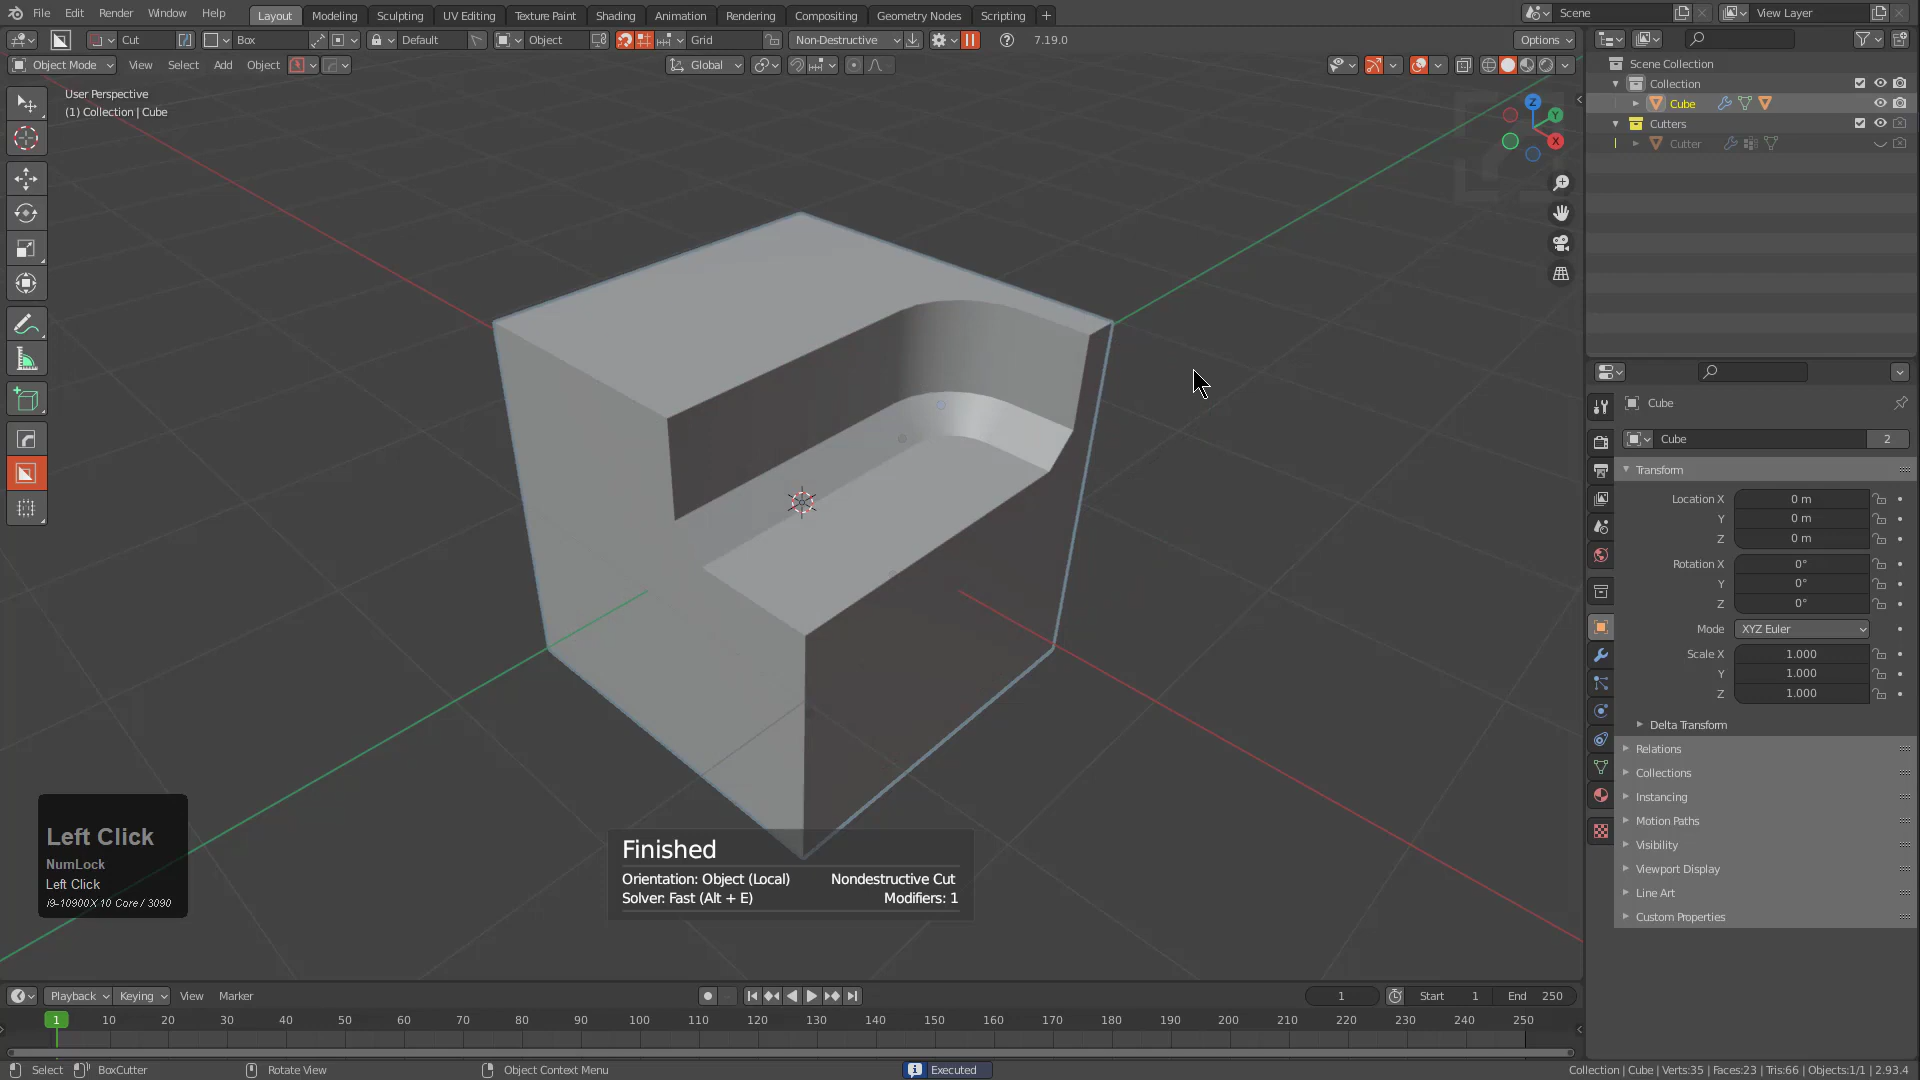 File Edit Render Window Help Layout Modeling Sculpting UV Editing Texture Paint Shading Animation Rendering Compositing Geometry Nodes Scripting + Scene View Layer
Cut Box Default Object Grid Non-Destructive 7.19.0 Options
Object Mode View Select Add Object Global
User Perspective
(1) Collection | Cube
Scene Collection
Collection
Cube
Cutters
Cutter
Z
Y
X
Cube
Cube 2
Transform
Location X 0 m
Y 0 m
Z 0 m
Rotation X 0°
Y 0°
Z 0°
Mode XYZ Euler
Scale X 1.000
Y 1.000
Z 1.000
Delta Transform
Relations
Collections
Instancing
Motion Paths
Visibility
Viewport Display
Line Art
Custom Properties
Left Click
NumLock
Left Click
i9-10900X 10 Core / 3090
Finished
Orientation: Object (Local) Nondestructive Cut
Solver: Fast (Alt + E) Modifiers: 1
Playback Keying View Marker 1 Start 1 End 250
1 10 20 30 40 50 60 70 80 90 100 110 120 130 140 150 160 170 180 190 200 210 220 230 240 250
Select BoxCutter Rotate View Object Context Menu Executed Collection | Cube | Verts:35 | Faces:23 | Tris:66 | Objects:1/1 | 2.93.4